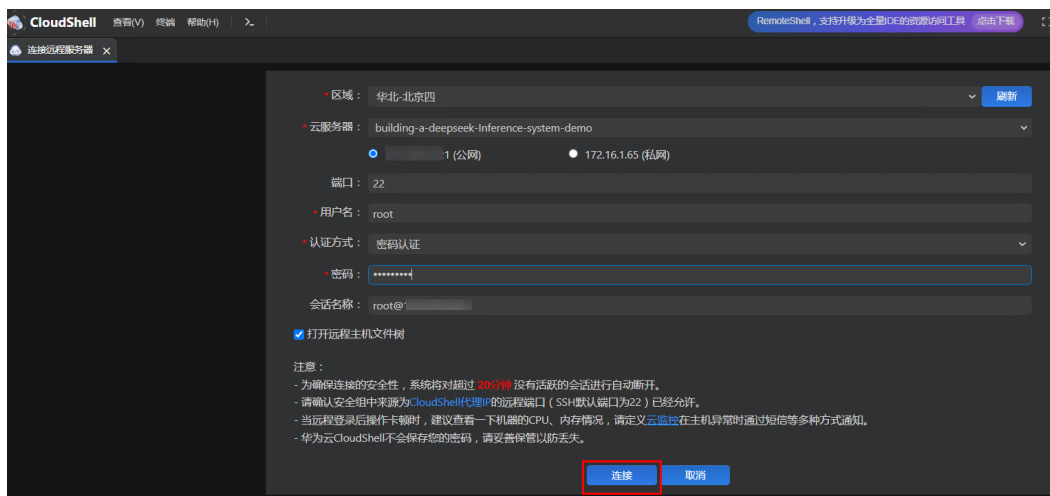 CloudShell 查看(V) 终端 帮助(H) >_ RemoteShell，支持升级为全量IDE的资源访问工具 点击下载
连接远程服务器 ×
* 区域： 华北-北京四 刷新
* 云服务器： building-a-deepseek-Inference-system-demo
:1 (公网) 172.16.1.65 (私网)
端口： 22
* 用户名： root
* 认证方式： 密码认证
* 密码： •••••••••
会话名称： root@
打开远程主机文件树
注意：
- 为确保连接的安全性，系统将对超过 20分钟 没有活跃的会话进行自动断开。
- 请确认安全组中来源为CloudShell代理IP的远程端口（SSH默认端口为22）已经允许。
- 当远程登录后操作卡顿时，建议查看一下机器的CPU、内存情况，请定义云监控在主机异常时通过短信等多种方式通知。
- 华为云CloudShell不会保存您的密码，请妥善保管以防丢失。
连接 取消